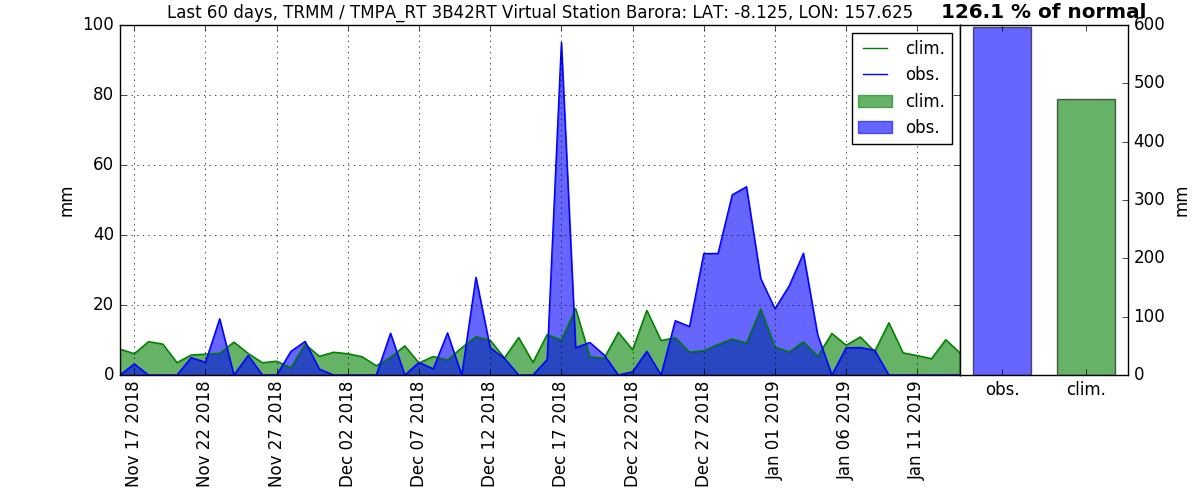 Last 60 days, TRMM / TMPA_RT 3B42RT Virtual Station Barora: LAT: -8.125, LON: 157.625
126.1 % of normal
100
80
60
40
20
0
mm
clim.
obs.
clim.
obs.
600
500
400
300
200
100
0
mm
obs.
clim.
Nov 17 2018
Nov 22 2018
Nov 27 2018
Dec 02 2018
Dec 07 2018
Dec 12 2018
Dec 17 2018
Dec 22 2018
Dec 27 2018
Jan 01 2019
Jan 06 2019
Jan 11 2019